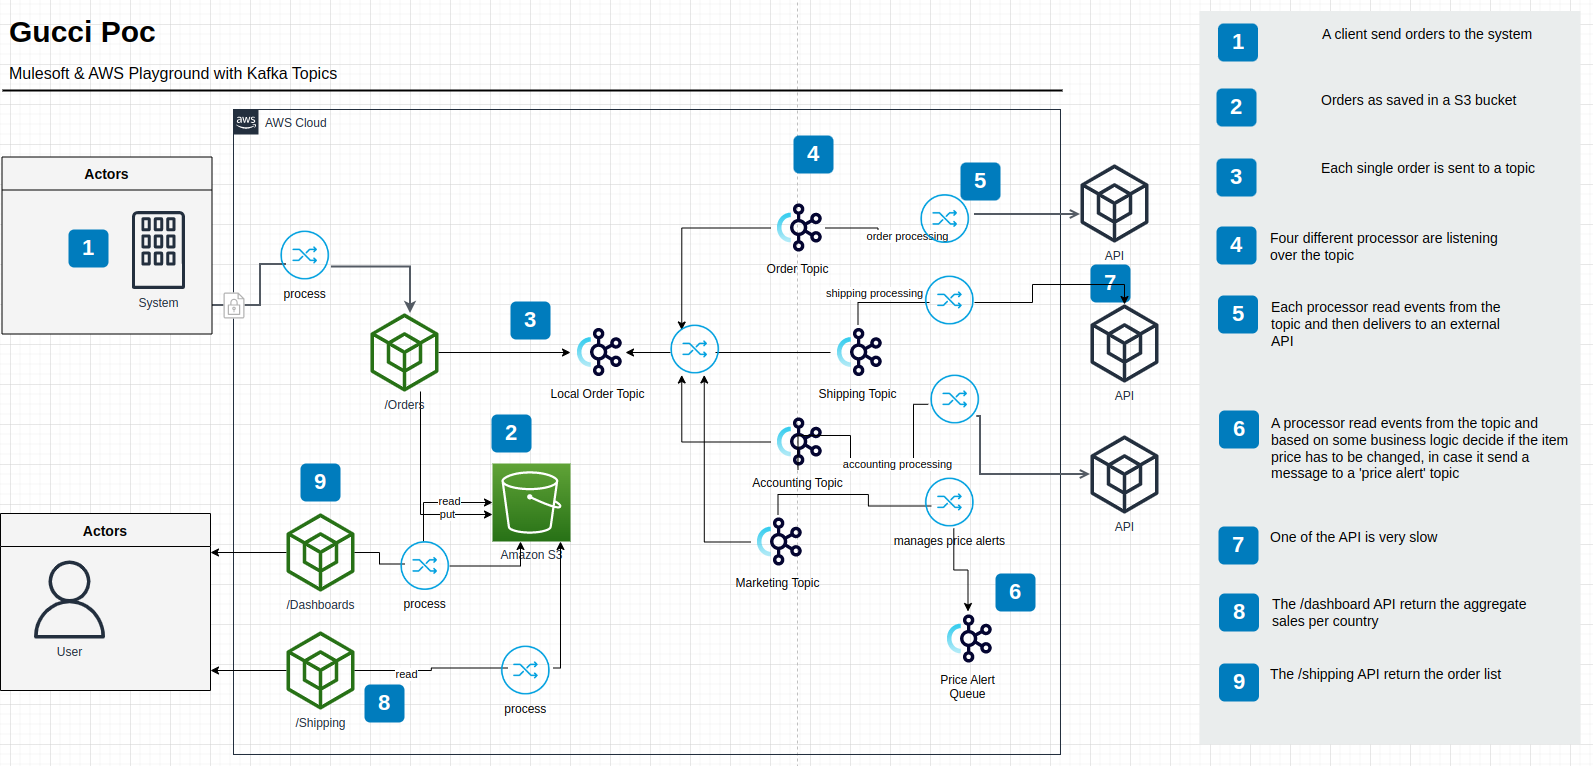 Gucci Poc
Mulesoft & AWS Playground with Kafka Topics
aws
AWS Cloud
Actors
1
System
process
/Orders
3
Local Order Topic
2
read
put
Amazon S3
4
Order Topic
5
order processing
API
shipping processing
7
API
Shipping Topic
accounting processing
Accounting Topic
API
manages price alerts
Marketing Topic
6
Price Alert
Queue
Actors
User
9
/Dashboards
process
/Shipping
read
8
process
1
A client send orders to the system
2
Orders as saved in a S3 bucket
3
Each single order is sent to a topic
4
Four different processor are listening
over the topic
5
Each processor read events from the
topic and then delivers to an external
API
6
A processor read events from the topic and
based on some business logic decide if the item
price has to be changed, in case it send a
message to a 'price alert' topic
7
One of the API is very slow
8
The /dashboard API return the aggregate
sales per country
9
The /shipping API return the order list